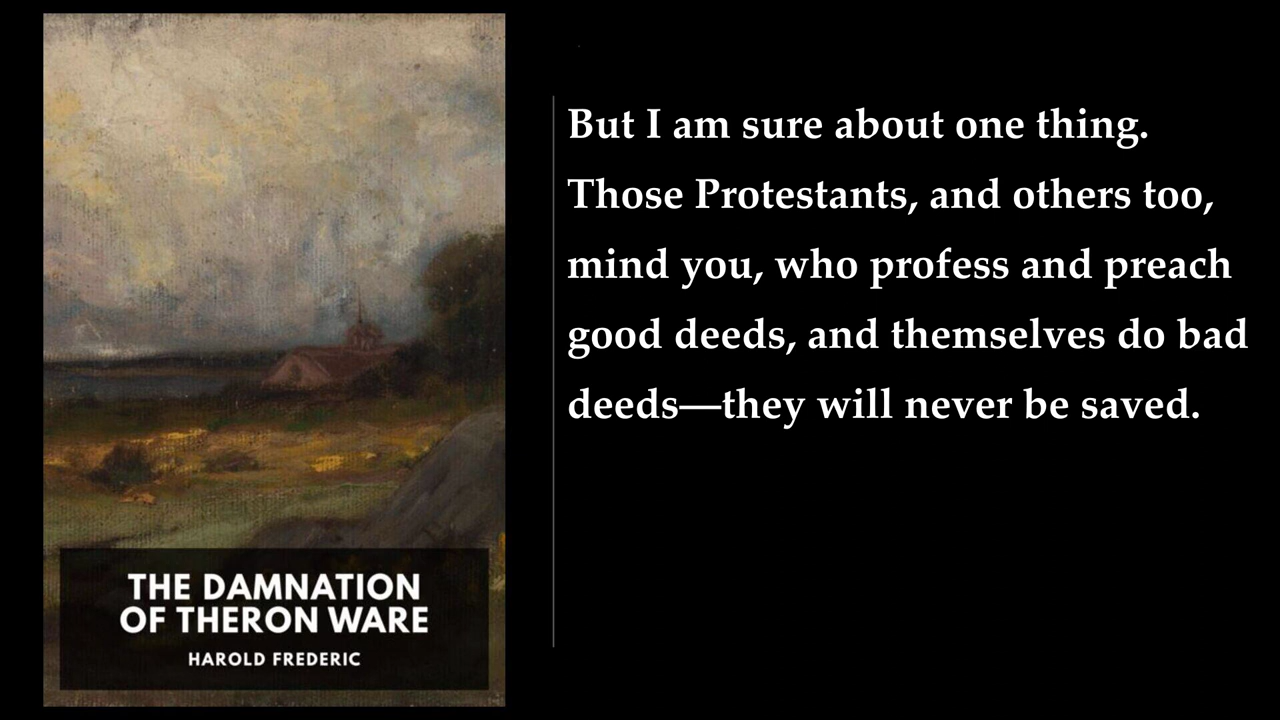 THE DAMNATION
OF THERON WARE
HAROLD FREDERIC
But I am sure about one thing.
Those Protestants, and others too,
mind you, who profess and preach
good deeds, and themselves do bad
deeds—they will never be saved.